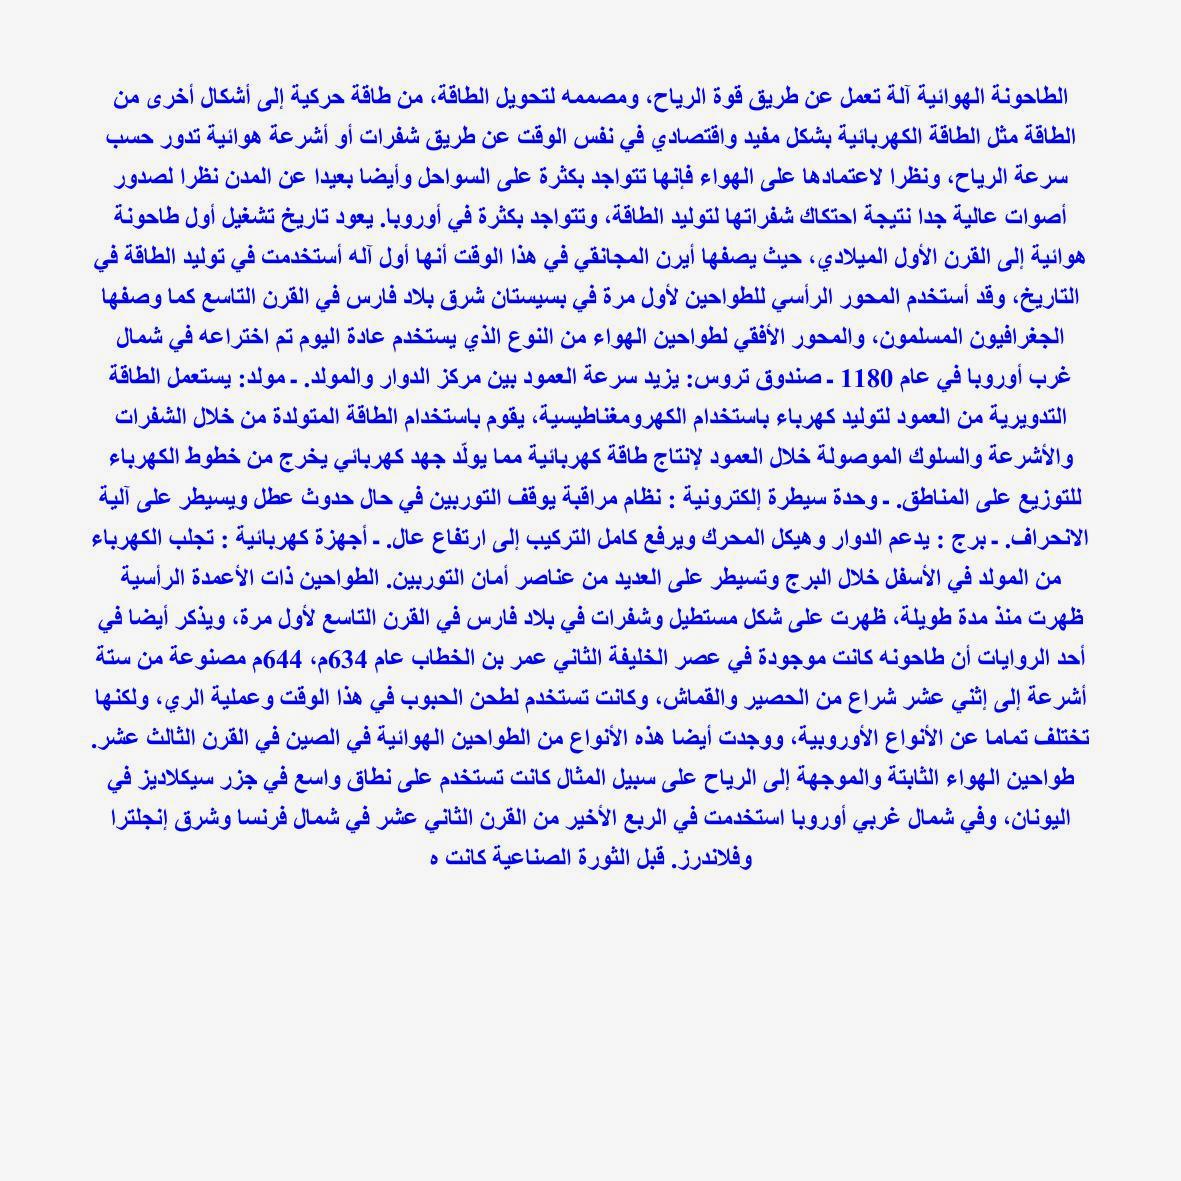 الطاحونة الهوائية آلة تعمل عن طريق قوة الرياح، ومصممه لتحويل الطاقة، من طاقة حركية إلى أشكال أخرى من
الطاقة مثل الطاقة الكهربائية بشكل مفيد واقتصادي في نفس الوقت عن طريق شفرات أو أشرعة هوائية تدور حسب
سرعة الرياح، ونظرا لاعتمادها على الهواء فإنها تتواجد بكثرة على السواحل وأيضا بعيدا عن المدن نظرا لصدور
أصوات عالية جدا نتيجة احتكاك شفراتها لتوليد الطاقة، وتتواجد بكثرة في أوروبا. يعود تاريخ تشغيل أول طاحونة
هوائية إلى القرن الأول الميلادي، حيث يصفها أيرن المجانقي في هذا الوقت أنها أول آله أستخدمت في توليد الطاقة في
التاريخ، وقد أستخدم المحور الرأسي للطواحين لأول مرة في بسيستان شرق بلاد فارس في القرن التاسع كما وصفها
الجغرافيون المسلمون، والمحور الأفقي لطواحين الهواء من النوع الذي يستخدم عادة اليوم تم اختراعه في شمال
غرب أوروبا في عام 1180 ـ صندوق تروس: يزيد سرعة العمود بين مركز الدوار والمولد. ـ مولد: يستعمل الطاقة
التدويرية من العمود لتوليد كهرباء باستخدام الكهرومغناطيسية، يقوم باستخدام الطاقة المتولدة من خلال الشفرات
والأشرعة والسلوك الموصولة خلال العمود لإنتاج طاقة كهربائية مما يولّد جهد كهربائي يخرج من خطوط الكهرباء
للتوزيع على المناطق. ـ وحدة سيطرة إلكترونية : نظام مراقبة يوقف التوربين في حال حدوث عطل ويسيطر على آلية
الانحراف. ـ برج : يدعم الدوار وهيكل المحرك ويرفع كامل التركيب إلى ارتفاع عال. ـ أجهزة كهربائية : تجلب الكهرباء
من المولد في الأسفل خلال البرج وتسيطر على العديد من عناصر أمان التوربين. الطواحين ذات الأعمدة الرأسية
ظهرت منذ مدة طويلة، ظهرت على شكل مستطيل وشفرات في بلاد فارس في القرن التاسع لأول مرة، ويذكر أيضا في
أحد الروايات أن طاحونه كانت موجودة في عصر الخليفة الثاني عمر بن الخطاب عام 634م، 644م مصنوعة من ستة
أشرعة إلى إثني عشر شراع من الحصير والقماش، وكانت تستخدم لطحن الحبوب في هذا الوقت وعملية الري، ولكنها
تختلف تماما عن الأنواع الأوروبية، ووجدت أيضا هذه الأنواع من الطواحين الهوائية في الصين في القرن الثالث عشر.
طواحين الهواء الثابتة والموجهة إلى الرياح على سبيل المثال كانت تستخدم على نطاق واسع في جزر سيكلاديز في
اليونان، وفي شمال غربي أوروبا استخدمت في الربع الأخير من القرن الثاني عشر في شمال فرنسا وشرق إنجلترا
وفلاندرز. قبل الثورة الصناعية كانت ه